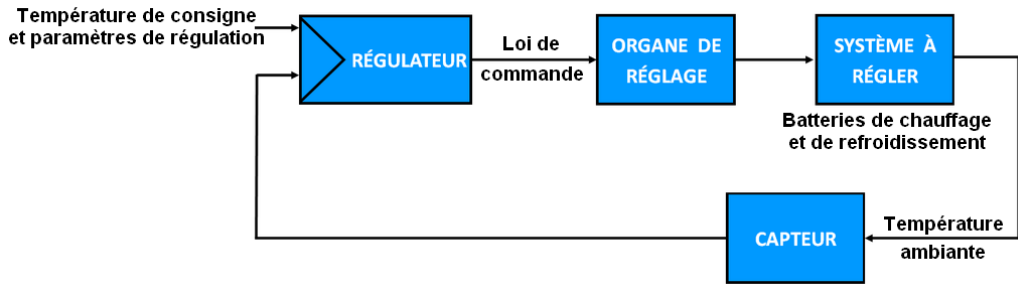 Température de consigne
et paramètres de régulation
RÉGULATEUR
Loi de
commande
ORGANE DE
RÉGLAGE
SYSTÈME À
RÉGLER
Batteries de chauffage
et de refroidissement
CAPTEUR
Température
ambiante